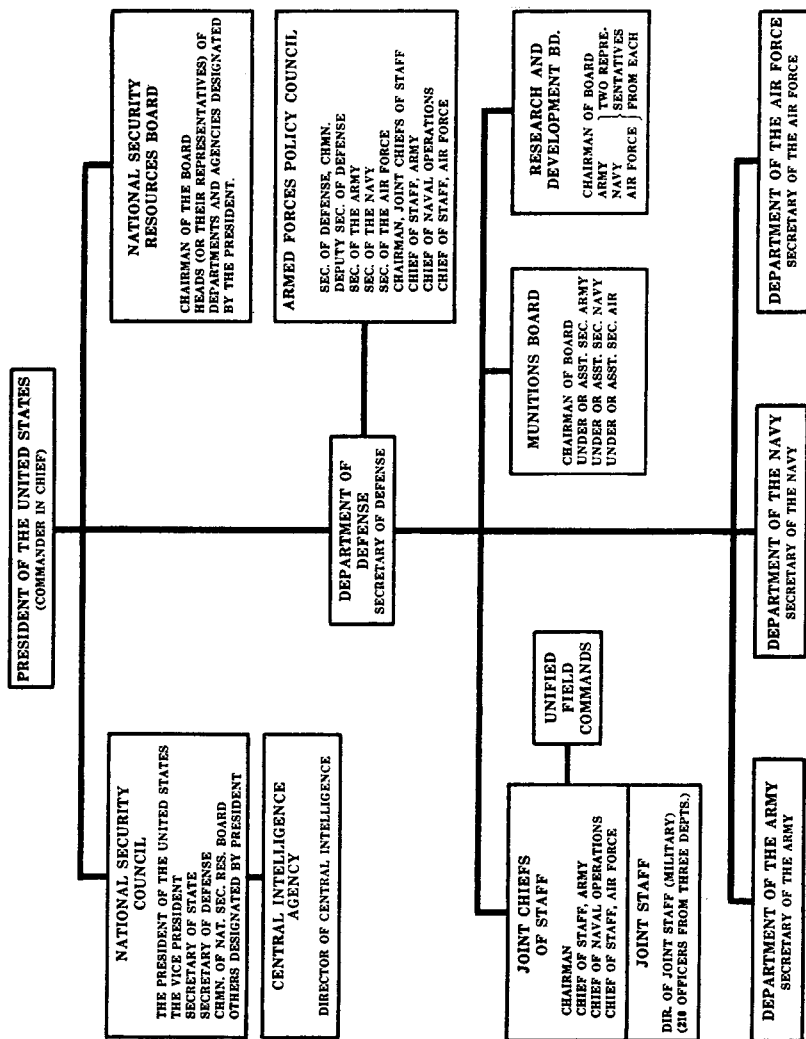 PRESIDENT OF THE UNITED STATES
(COMMANDER IN CHIEF)
NATIONAL SECURITY
COUNCIL
THE PRESIDENT OF THE UNITED STATES
THE VICE PRESIDENT
SECRETARY OF STATE
SECRETARY OF DEFENSE
CHMN. OF NAT. SEC. RES. BOARD
OTHERS DESIGNATED BY PRESIDENT
CENTRAL INTELLIGENCE
AGENCY
DIRECTOR OF CENTRAL INTELLIGENCE
NATIONAL SECURITY
RESOURCES BOARD
CHAIRMAN OF THE BOARD
HEADS (OR THEIR REPRESENTATIVES) OF
DEPARTMENTS AND AGENCIES DESIGNATED
BY THE PRESIDENT.
DEPARTMENT OF
DEFENSE
SECRETARY OF DEFENSE
ARMED FORCES POLICY COUNCIL
SEC. OF DEFENSE, CHMN.
DEPUTY SEC. OF DEFENSE
SEC. OF THE ARMY
SEC. OF THE NAVY
SEC. OF THE AIR FORCE
CHAIRMAN, JOINT CHIEFS OF STAFF
CHIEF OF STAFF, ARMY
CHIEF OF NAVAL OPERATIONS
CHIEF OF STAFF, AIR FORCE
JOINT CHIEFS
OF STAFF
CHAIRMAN
CHIEF OF STAFF, ARMY
CHIEF OF NAVAL OPERATIONS
CHIEF OF STAFF, AIR FORCE
JOINT STAFF
DIR. OF JOINT STAFF (MILITARY)
(210 OFFICERS FROM THREE DEPTS.)
UNIFIED
FIELD
COMMANDS
MUNITIONS BOARD
CHAIRMAN OF BOARD
UNDER OR ASST. SEC. ARMY
UNDER OR ASST. SEC. NAVY
UNDER OR ASST. SEC. AIR
RESEARCH AND
DEVELOPMENT BD.
CHAIRMAN OF BOARD
ARMY TWO REPRE-
NAVY SENTATIVES
AIR FORCE FROM EACH
DEPARTMENT OF THE ARMY
SECRETARY OF THE ARMY
DEPARTMENT OF THE NAVY
SECRETARY OF THE NAVY
DEPARTMENT OF THE AIR FORCE
SECRETARY OF THE AIR FORCE